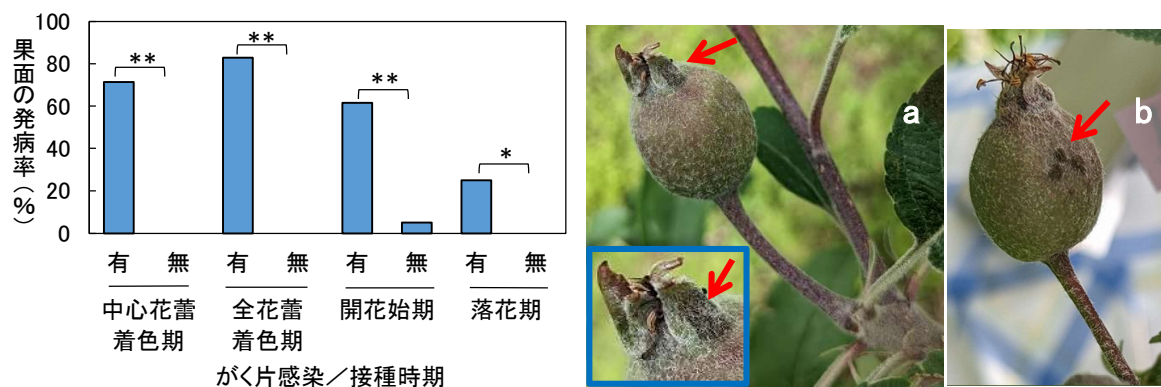 果面の発病率(%)
100
80
60
40
20
0
** ** ** *
有 無 有 無 有 無 有 無
中心花蕾着色期 全花蕾着色期 開花始期 落花期
がく片感染/接種時期
a
b